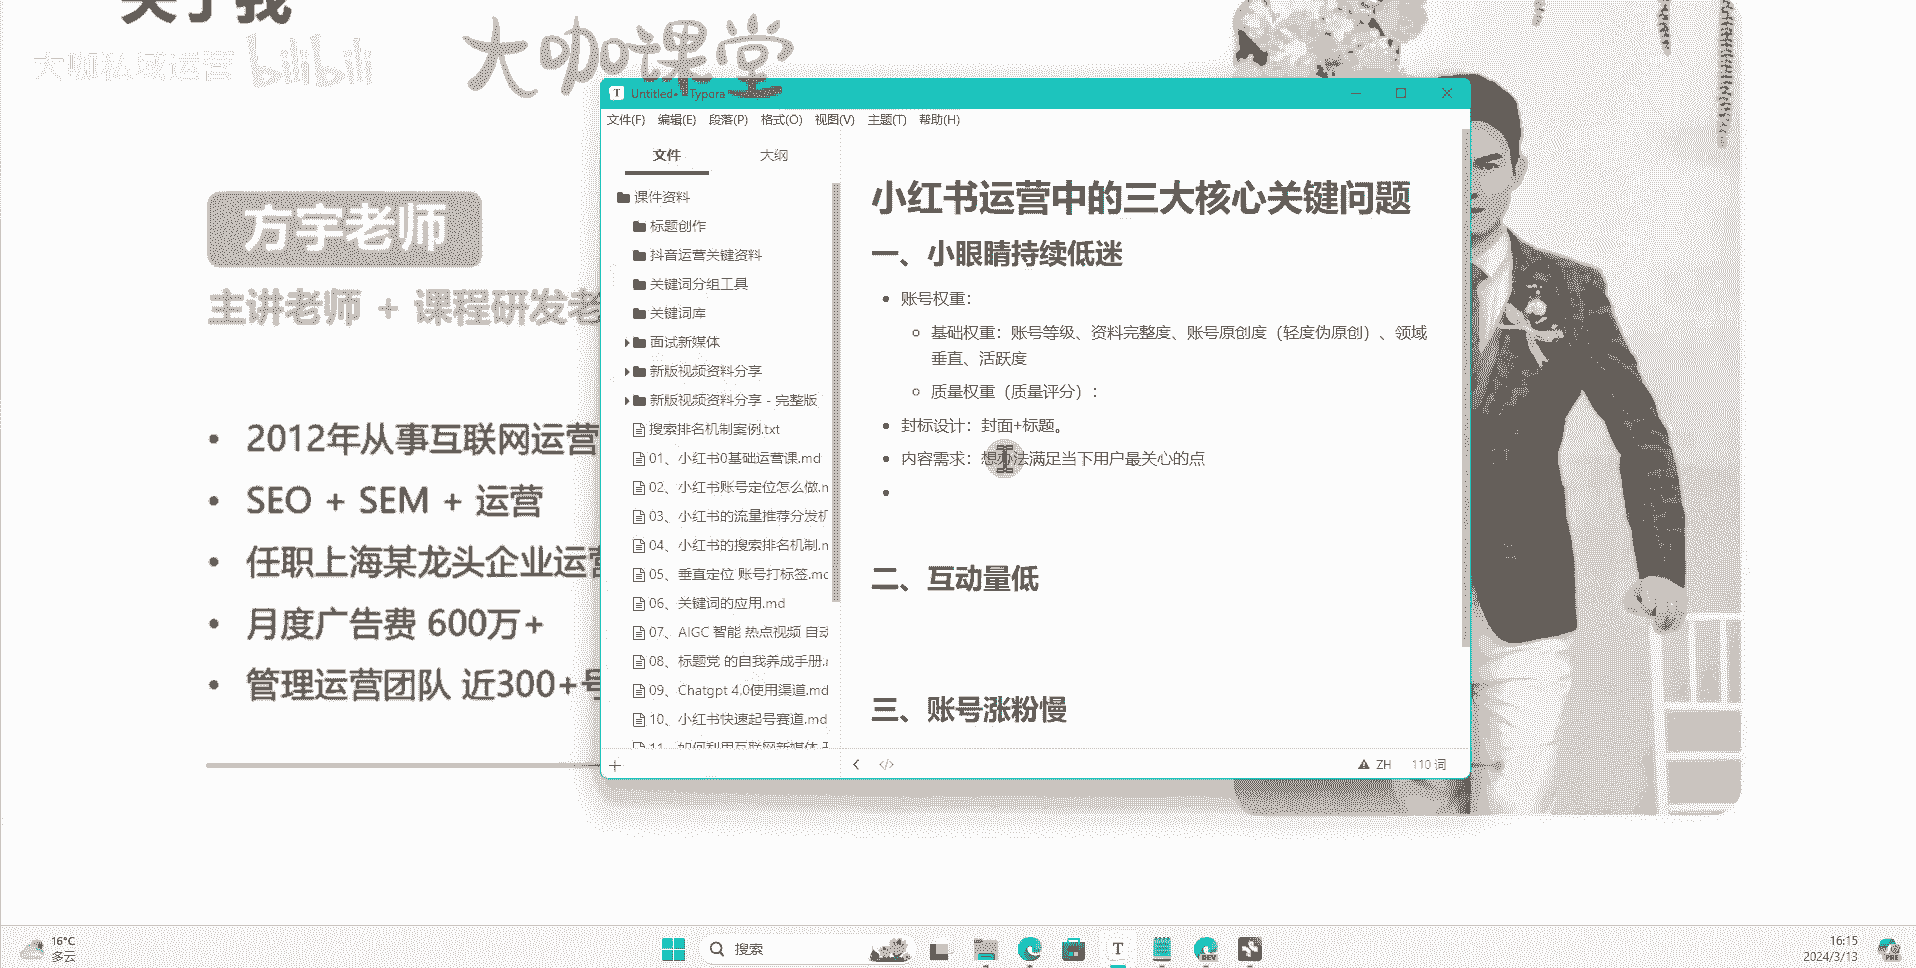 关于我
大咖私域运营 bilibili
大咖课堂
方宇老师
主讲老师 + 课程研发老
2012年从事互联网运营
SEO + SEM + 运营
任职上海某龙头企业运营
月度广告费 600万+
管理运营团队 近300+号
Untitled• - Typora
文件(F) 编辑(E) 段落(P) 格式(O) 视图(V) 主题(T) 帮助(H)
文件 大纲
课件资料
标题创作
抖音运营关键资料
关键词分组工具
关键词库
面试新媒体
新版视频资料分享
新版视频资料分享 - 完整版
搜索排名机制案例.txt
01、小红书0基础运营课.md
02、小红书账号定位怎么做.m
03、小红书的流量推荐分发机
04、小红书的搜索排名机制.m
05、垂直定位 账号打标签.md
06、关键词的应用.md
07、AIGC 智能 热点视频 自动
08、标题党 的自我养成手册.
09、Chatgpt 4.0使用渠道.md
10、小红书快速起号赛道.md
11、如何利用互联网新媒体
小红书运营中的三大核心关键问题
一、小眼睛持续低迷
账号权重：
基础权重：账号等级、资料完整度、账号原创度（轻度伪原创）、领域
垂直、活跃度
质量权重（质量评分）：
封标设计：封面+标题。
内容需求：想办法满足当下用户最关心的点
二、互动量低
三、账号涨粉慢
ZH 110 词
16°C
多云
搜索
T
DEV
16:15
2024/3/13
PRE